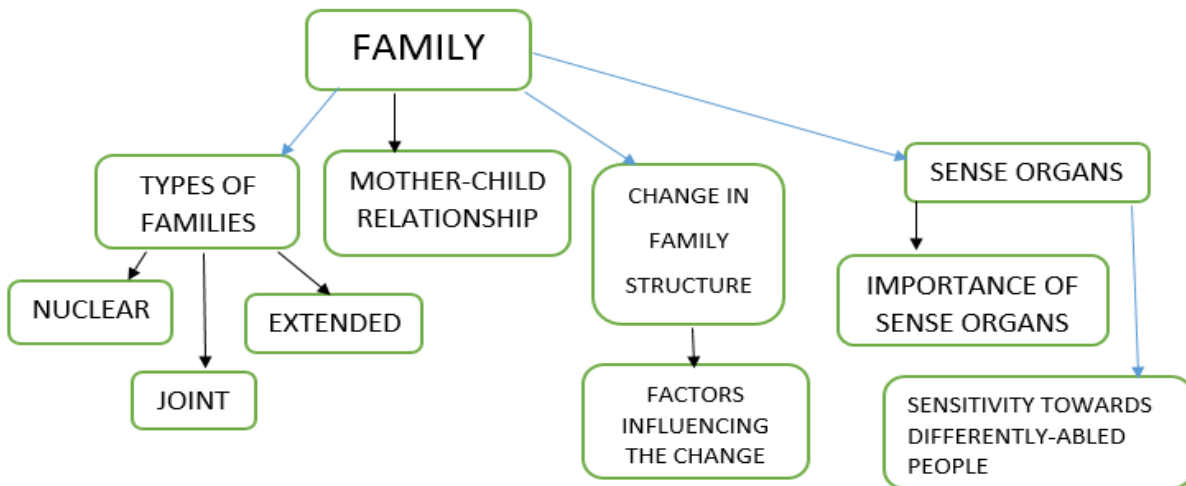 FAMILY
TYPES OF
FAMILIES
MOTHER-CHILD
RELATIONSHIP
CHANGE IN
FAMILY
STRUCTURE
SENSE ORGANS
NUCLEAR
JOINT
EXTENDED
FACTORS
INFLUENCING
THE CHANGE
IMPORTANCE OF
SENSE ORGANS
SENSITIVITY TOWARDS
DIFFERENTLY-ABLED
PEOPLE